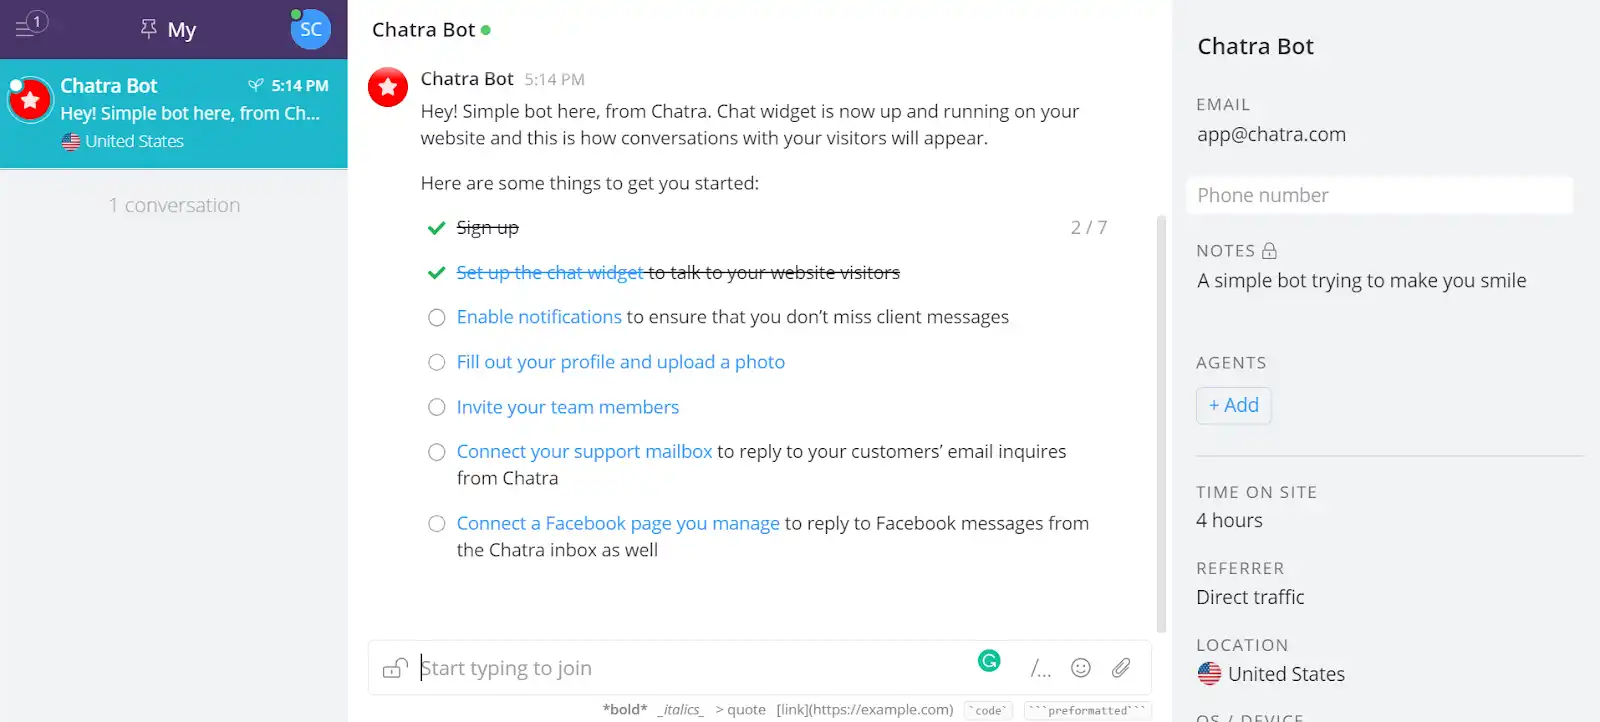 1
My
SC
Chatra Bot
5:14 PM
Hey! Simple bot here, from Ch...
United States
1 conversation
Chatra Bot
Chatra Bot 5:14 PM
Hey! Simple bot here, from Chatra. Chat widget is now up and running on your
website and this is how conversations with your visitors will appear.
Here are some things to get you started:
Sign up
2 / 7
Set up the chat widget to talk to your website visitors
Enable notifications to ensure that you don’t miss client messages
Fill out your profile and upload a photo
Invite your team members
Connect your support mailbox to reply to your customers’ email inquires
from Chatra
Connect a Facebook page you manage to reply to Facebook messages from
the Chatra inbox as well
Start typing to join
G
/...
*bold* _italics_ > quote [link](https://example.com) `code` ```preformatted```
Chatra Bot
EMAIL
app@chatra.com
Phone number
NOTES
A simple bot trying to make you smile
AGENTS
+ Add
TIME ON SITE
4 hours
REFERRER
Direct traffic
LOCATION
United States
OS / DEVICE